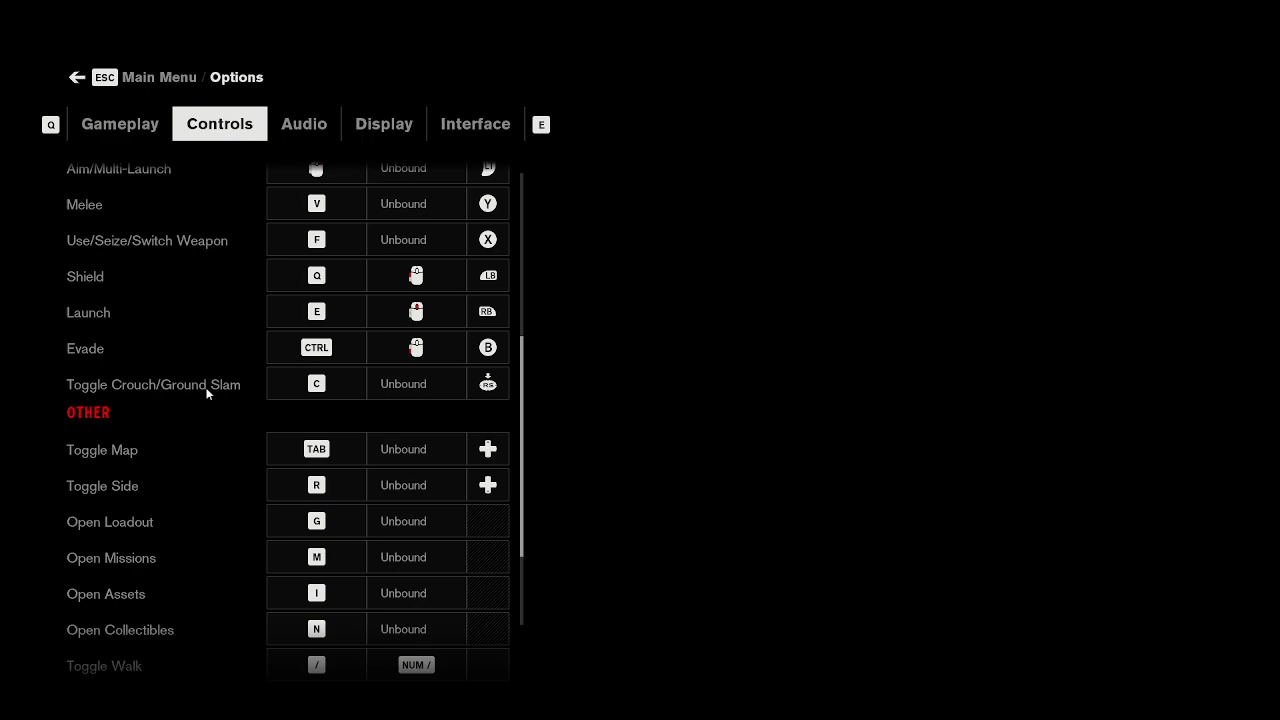 ESC Main Menu / Options
Q Gameplay Controls Audio Display Interface E
Aim/Multi-Launch Unbound LT
Melee V Unbound Y
Use/Seize/Switch Weapon F Unbound X
Shield Q LB
Launch E RB
Evade CTRL B
Toggle Crouch/Ground Slam C Unbound RS
OTHER
Toggle Map TAB Unbound
Toggle Side R Unbound
Open Loadout G Unbound
Open Missions M Unbound
Open Assets I Unbound
Open Collectibles N Unbound
Toggle Walk / NUM /